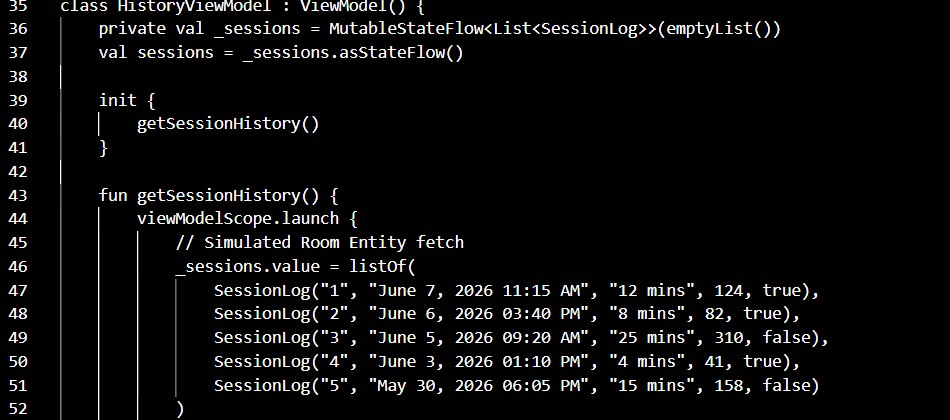 35 class HistoryViewModel : ViewModel() {
36     private val _sessions = MutableStateFlow<List<SessionLog>>(emptyList())
37     val sessions = _sessions.asStateFlow()
38
39     init {
40         getSessionHistory()
41     }
42
43     fun getSessionHistory() {
44         viewModelScope.launch {
45             // Simulated Room Entity fetch
46             _sessions.value = listOf(
47                 SessionLog("1", "June 7, 2026 11:15 AM", "12 mins", 124, true),
48                 SessionLog("2", "June 6, 2026 03:40 PM", "8 mins", 82, true),
49                 SessionLog("3", "June 5, 2026 09:20 AM", "25 mins", 310, false),
50                 SessionLog("4", "June 3, 2026 01:10 PM", "4 mins", 41, true),
51                 SessionLog("5", "May 30, 2026 06:05 PM", "15 mins", 158, false)
52             )